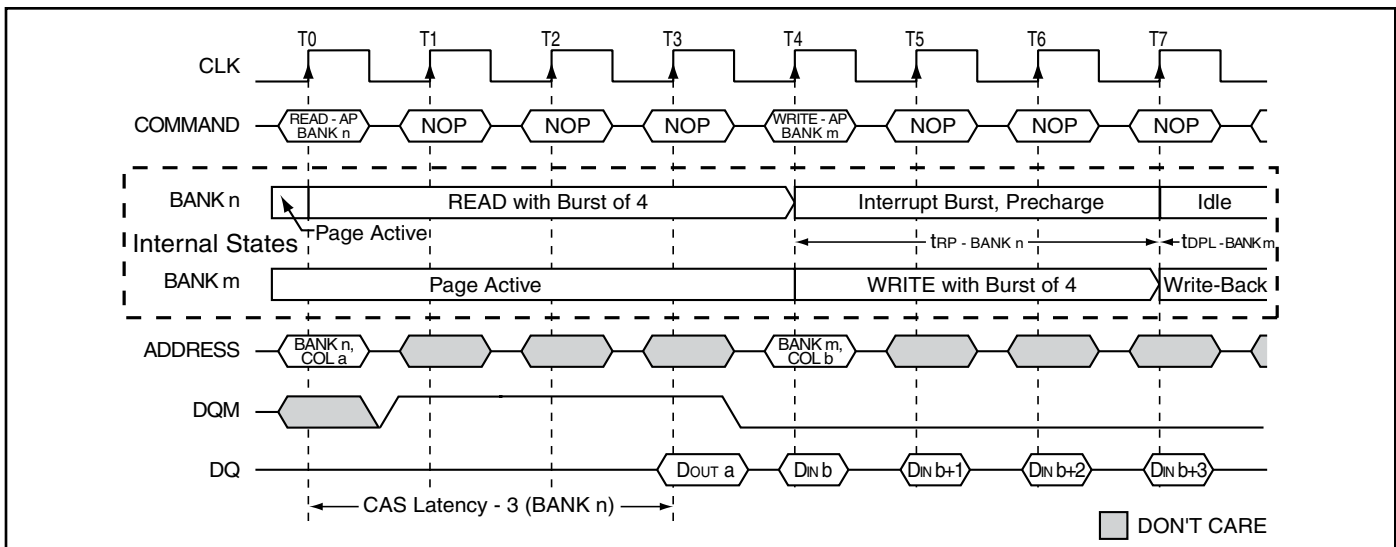 T0 T1 T2 T3 T4 T5 T6 T7
CLK
COMMAND READ - AP BANK n NOP NOP NOP WRITE - AP BANK m NOP NOP NOP
BANK n READ with Burst of 4 Interrupt Burst, Precharge Idle
Internal States Page Active tRP - BANK n tDPL - BANK m
BANK m Page Active WRITE with Burst of 4 Write-Back
ADDRESS BANK n, COL a BANK m, COL b
DQM
DQ DOUT a DIN b DIN b+1 DIN b+2 DIN b+3
CAS Latency - 3 (BANK n)
DON'T CARE